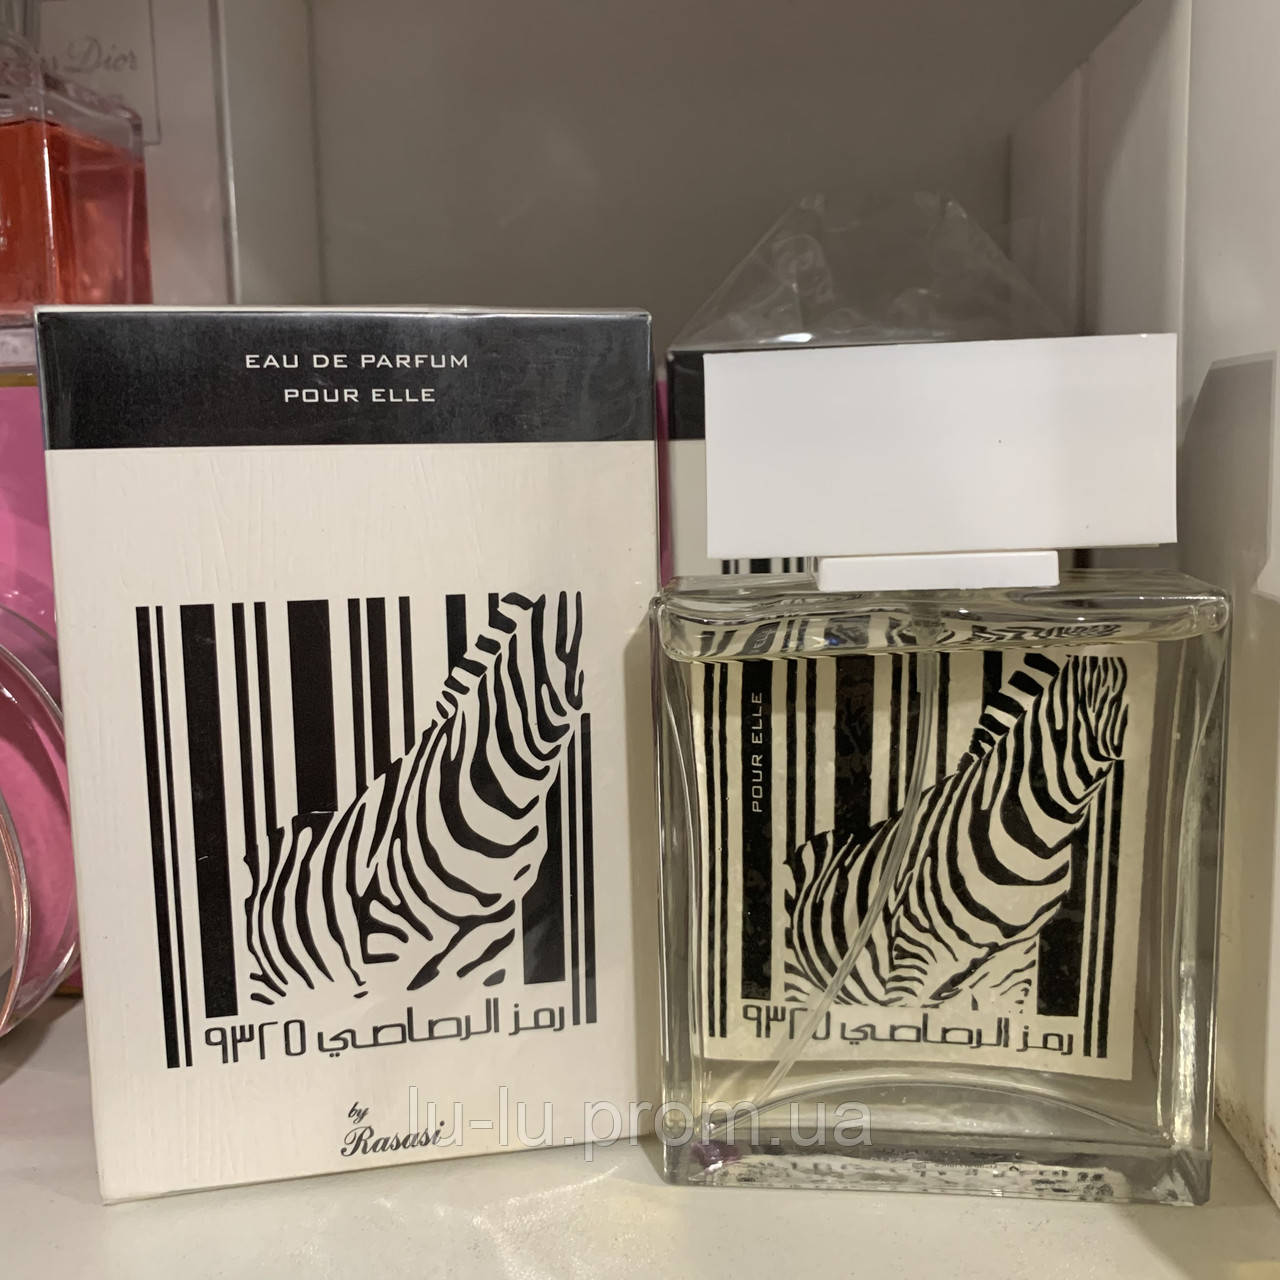 Dior
EAU DE PARFUM
POUR ELLE
رمز الرصاصي ٩٣٢٥
by
Rasasi
POUR ELLE
رمز الرصاصي ٩٣٢٥
lu-lu.prom.ua